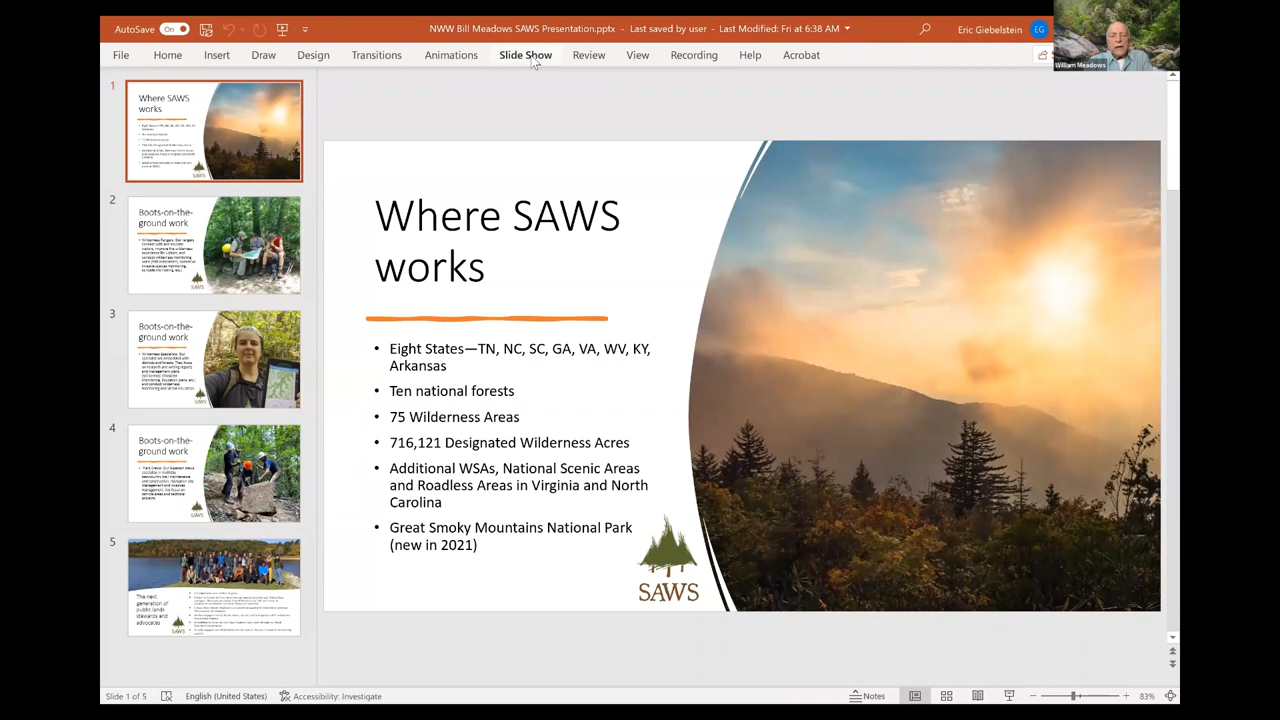 AutoSave On
NWW Bill Meadows SAWS Presentation.pptx - Last saved by user - Last Modified: Fri at 6:38 AM
Eric Giebelstein EG
File Home Insert Draw Design Transitions Animations Slide Show Review View Recording Help Acrobat
William Meadows
1
Where SAWS
works
SAWS
2
Boots-on-the-
ground work
SAWS
3
Boots-on-the-
ground work
SAWS
4
Boots-on-the-
ground work
SAWS
5
The next
generation of
public lands
stewards and
advocates
SAWS
Where SAWS
works
• Eight States—TN, NC, SC, GA, VA, WV, KY,
Arkansas
• Ten national forests
• 75 Wilderness Areas
• 716,121 Designated Wilderness Acres
• Additional WSAs, National Scenic Areas
and Roadless Areas in Virginia and North
Carolina
• Great Smoky Mountains National Park
(new in 2021)
SAWS
Slide 1 of 5 English (United States) Accessibility: Investigate Notes 83%